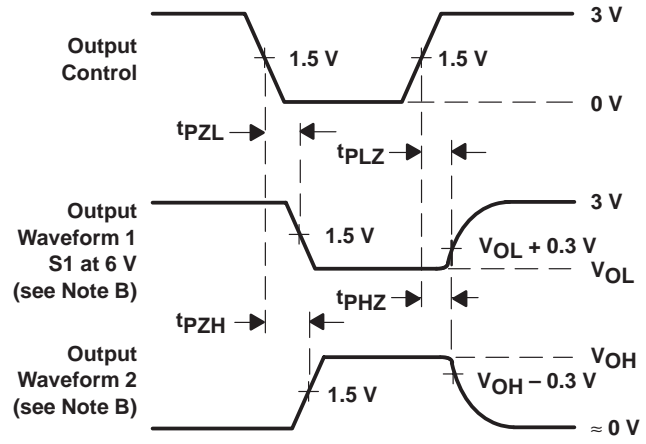 3 V
Output
Control
1.5 V
1.5 V
0 V
tPZL
tPLZ
Output
Waveform 1
S1 at 6 V
(see Note B)
3 V
1.5 V
VOL + 0.3 V
VOL
tPZH
tPHZ
Output
Waveform 2
(see Note B)
VOH
1.5 V
VOH – 0.3 V
≈ 0 V